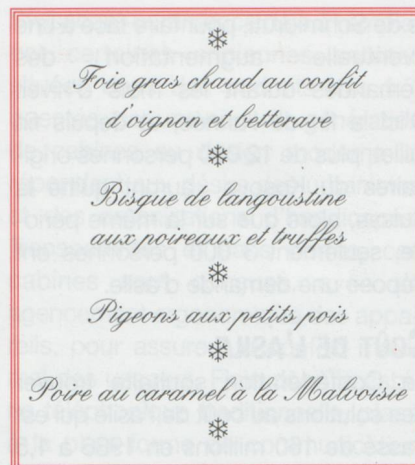 Foie gras chaud au confit
d'oignon et betterave
Bisque de langoustine
aux poireaux et truffes
Pigeons aux petits pois
Poire au caramel à la Malvoisie